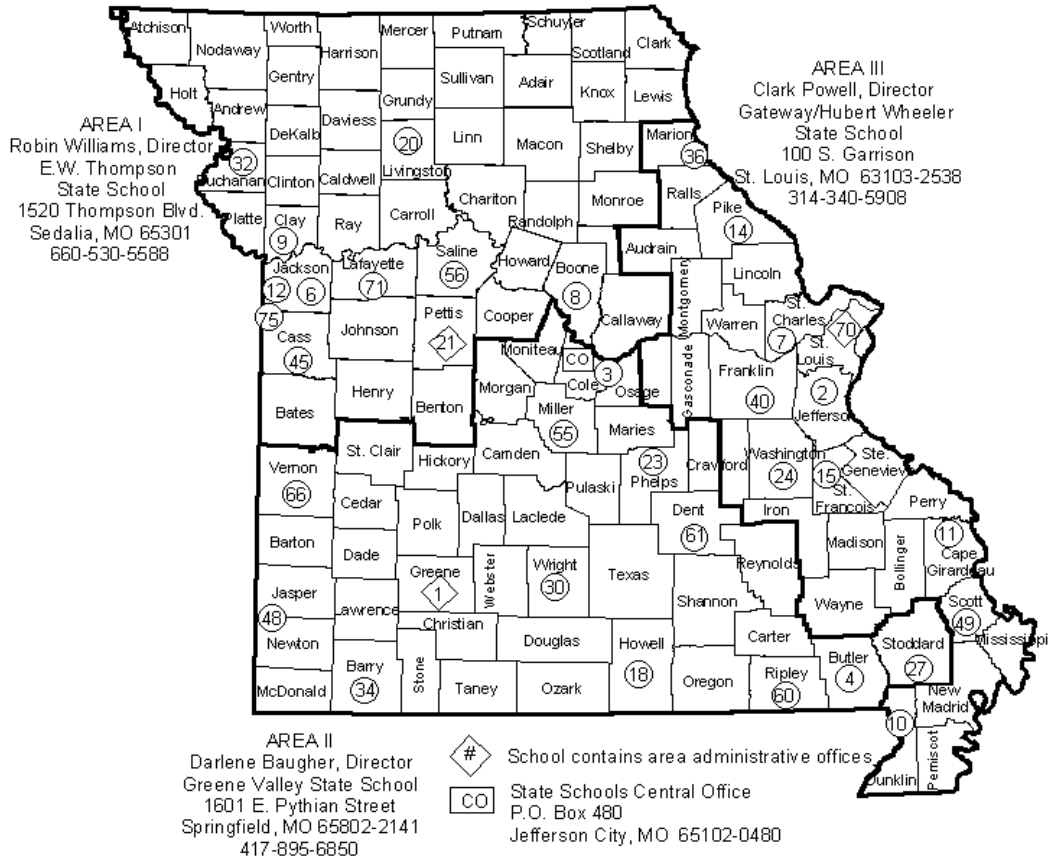 Atchison
Nodaway
Worth
Harrison
Mercer
Putnam
Schuyler
Scotland
Clark
Gentry
Sullivan
Adair
Knox
Lewis
Holt
Andrew
DeKalb
Daviess
Grundy
20
Linn
Macon
Shelby
Marion
36
AREA I
Robin Williams, Director
E.W. Thompson
State School
1520 Thompson Blvd.
Sedalia, MO 65301
660-530-5588
AREA III
Clark Powell, Director
Gateway/Hubert Wheeler
State School
100 S. Garrison
St. Louis, MO 63103-2538
314-340-5908
32
Buchanan
Clinton
Caldwell
Livingston
Chariton
Randolph
Monroe
Ralls
Pike
14
Platte
Clay
9
Ray
Carroll
Saline
56
Howard
Boone
8
Audrain
Callaway
Montgomery
Lincoln
Warren
St.
Charles
7
70
St.
Louis
Jackson
12
6
Lafayette
71
75
Cass
45
Johnson
Pettis
21
Cooper
Moniteau
CO
Cole
3
Osage
Gasconade
Franklin
40
2
Jefferson
Bates
Henry
Benton
Morgan
Miller
55
Maries
23
Phelps
Crawford
Washington
24
15
St.
Francois
Ste.
Genevieve
Perry
Vernon
66
St. Clair
Hickory
Camden
Pulaski
Dent
61
Iron
Madison
Bollinger
11
Cape
Girardeau
Cedar
Polk
Dallas
Laclede
Barton
Dade
Greene
1
Webster
Wright
30
Texas
Reynolds
Shannon
Wayne
Scott
49
Mississippi
Jasper
48
Lawrence
Christian
Douglas
Howell
18
Carter
Stoddard
27
Newton
Barry
34
Stone
Taney
Ozark
Oregon
Ripley
60
Butler
4
McDonald
New
Madrid
10
Dunklin
Pemiscot
AREA II
Darlene Baugher, Director
Greene Valley State School
1601 E. Pythian Street
Springfield, MO 65802-2141
417-895-6850
# School contains area administrative offices
CO State Schools Central Office
P.O. Box 480
Jefferson City, MO 65102-0480